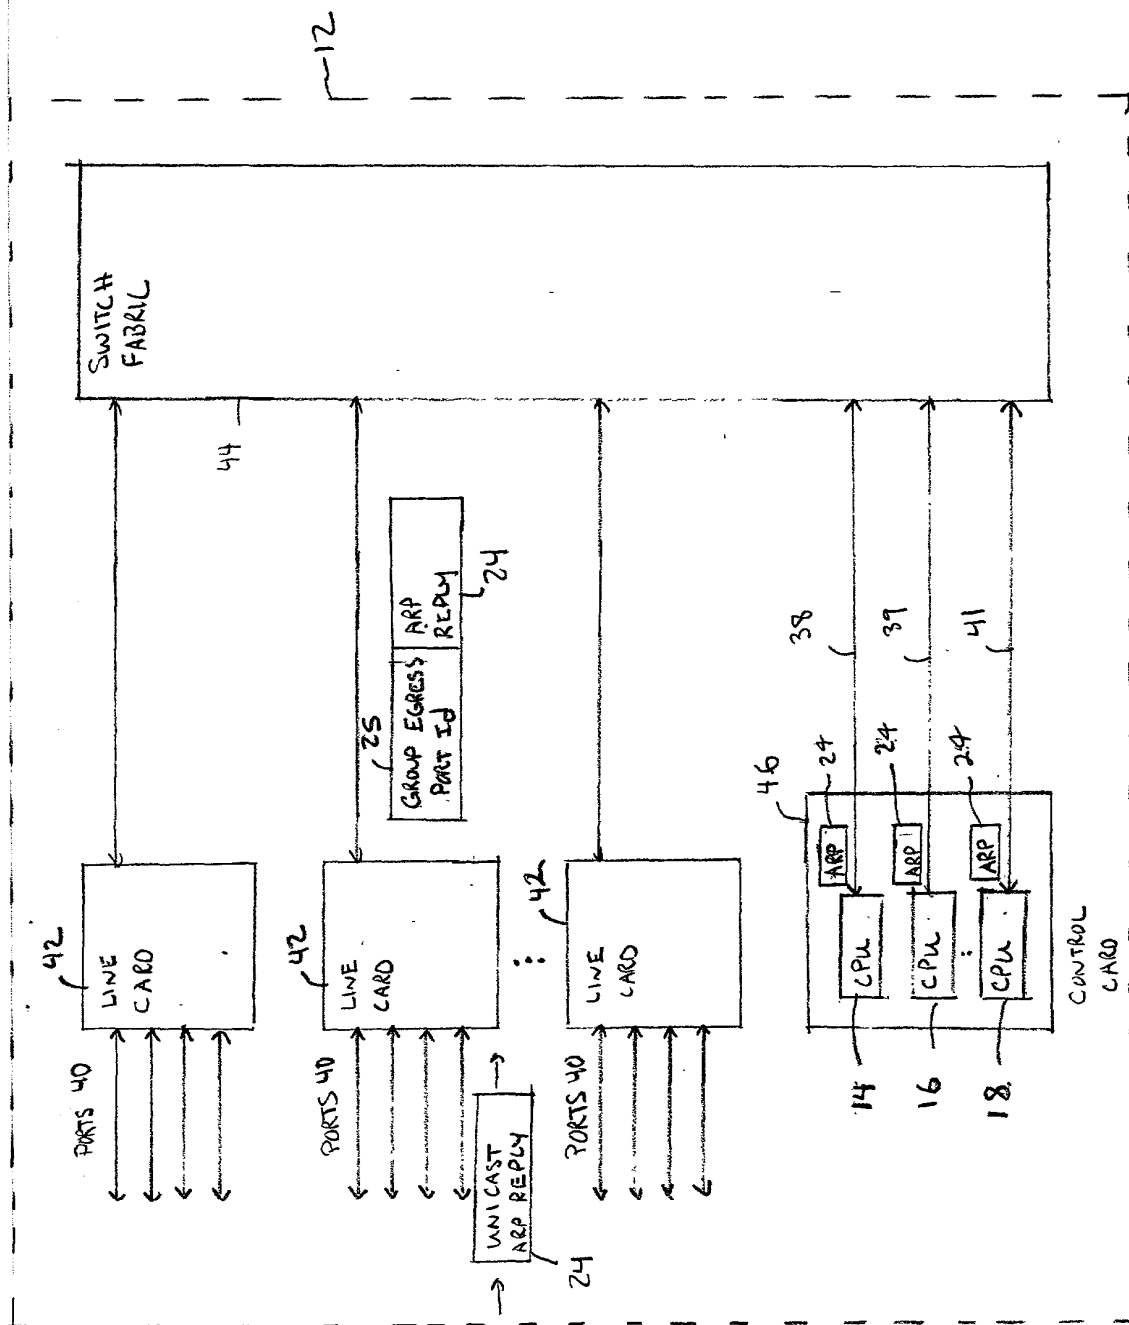 12
SWITCH
FABRIC
44
25
GROUP EGRESS
PORT Id
ARP
REPLY
24
42
LINE
CARD
PORTS 40
42
LINE
CARD
PORTS 40
UNICAST
ARP REPLY
24
42
LINE
CARD
PORTS 40
38
39
41
46
24
24
24
ARP
ARP
ARP
CPU
CPU
CPU
14
16
18
CONTROL
CARD